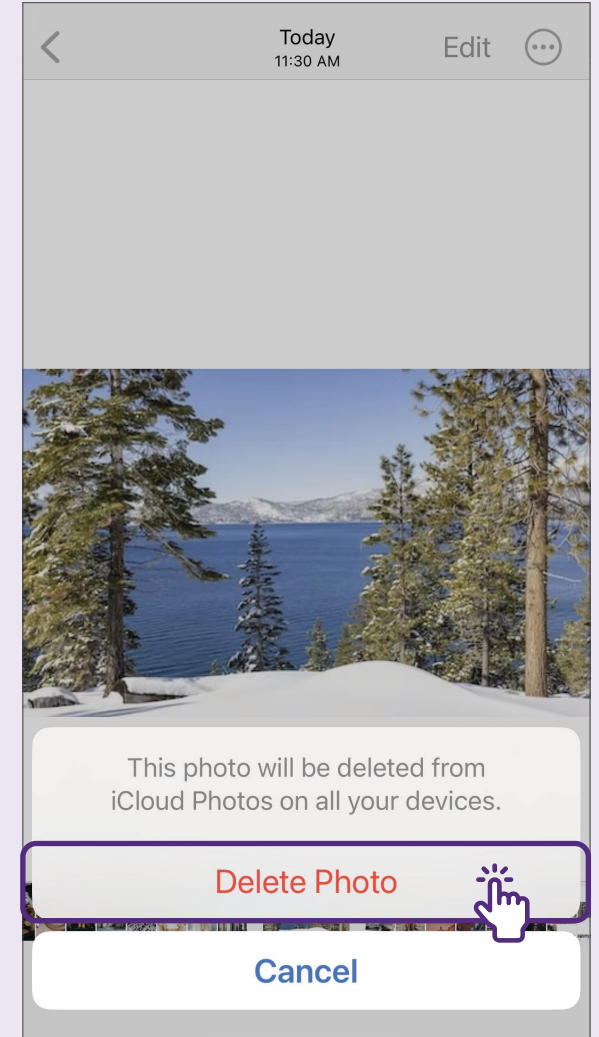 Today
Edit
11:30 AM
This photo will be deleted from
iCloud Photos on all your devices.
Delete Photo
Cancel